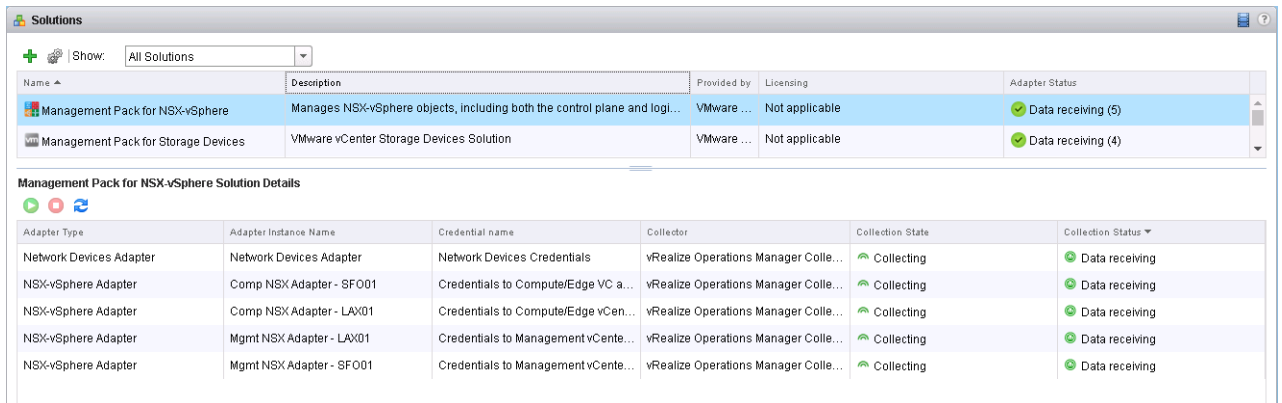 Solutions
Show: All Solutions
Name Description Provided by Licensing Adapter Status
Management Pack for NSX-vSphere Manages NSX-vSphere objects, including both the control plane and logi... VMware ... Not applicable Data receiving (5)
vm Management Pack for Storage Devices VMware vCenter Storage Devices Solution VMware ... Not applicable Data receiving (4)
Management Pack for NSX-vSphere Solution Details
Adapter Type Adapter Instance Name Credential name Collector Collection State Collection Status
Network Devices Adapter Network Devices Adapter Network Devices Credentials vRealize Operations Manager Colle... Collecting Data receiving
NSX-vSphere Adapter Comp NSX Adapter - SFO01 Credentials to Compute/Edge VC a... vRealize Operations Manager Colle... Collecting Data receiving
NSX-vSphere Adapter Comp NSX Adapter - LAX01 Credentials to Compute/Edge vCen... vRealize Operations Manager Colle... Collecting Data receiving
NSX-vSphere Adapter Mgmt NSX Adapter - LAX01 Credentials to Management vCente... vRealize Operations Manager Colle... Collecting Data receiving
NSX-vSphere Adapter Mgmt NSX Adapter - SFO01 Credentials to Management vCente... vRealize Operations Manager Colle... Collecting Data receiving